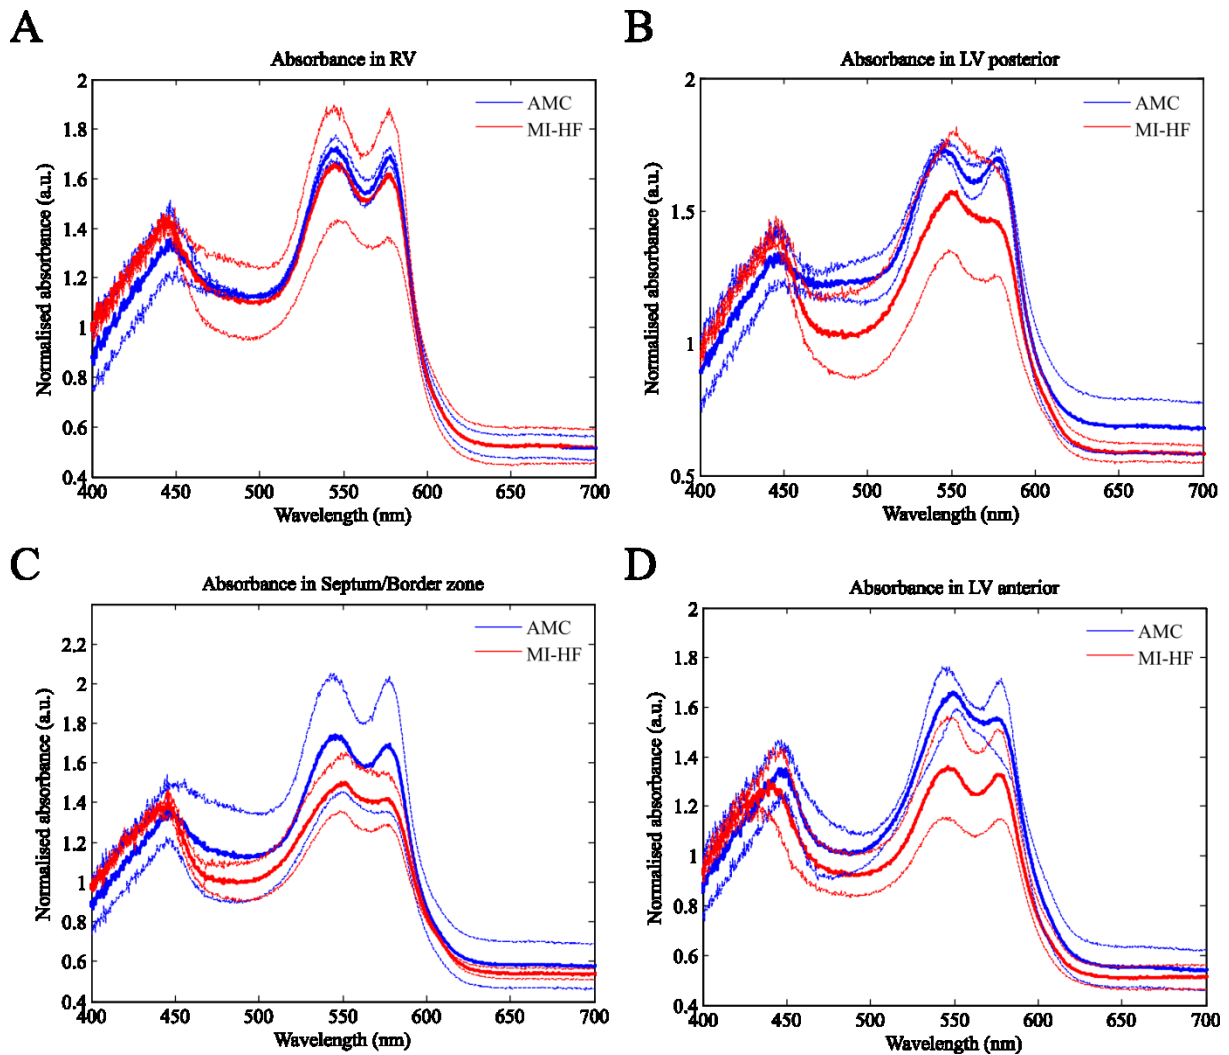 A
Absorbance in RV
Normalised absorbance (a.u.)
2
1.8
1.6
1.4
1.2
1
0.8
0.6
0.4
AMC
MI-HF
400 450 500 550 600 650 700
Wavelength (nm)
B
Absorbance in LV posterior
Normalised absorbance (a.u.)
2
1.5
1
0.5
AMC
MI-HF
400 450 500 550 600 650 700
Wavelength (nm)
C
Absorbance in Septum/Border zone
Normalised absorbance (a.u.)
2.2
2
1.8
1.6
1.4
1.2
1
0.8
0.6
0.4
AMC
MI-HF
400 450 500 550 600 650 700
Wavelength (nm)
D
Absorbance in LV anterior
Normalised absorbance (a.u.)
2
1.8
1.6
1.4
1.2
1
0.8
0.6
0.4
AMC
MI-HF
400 450 500 550 600 650 700
Wavelength (nm)